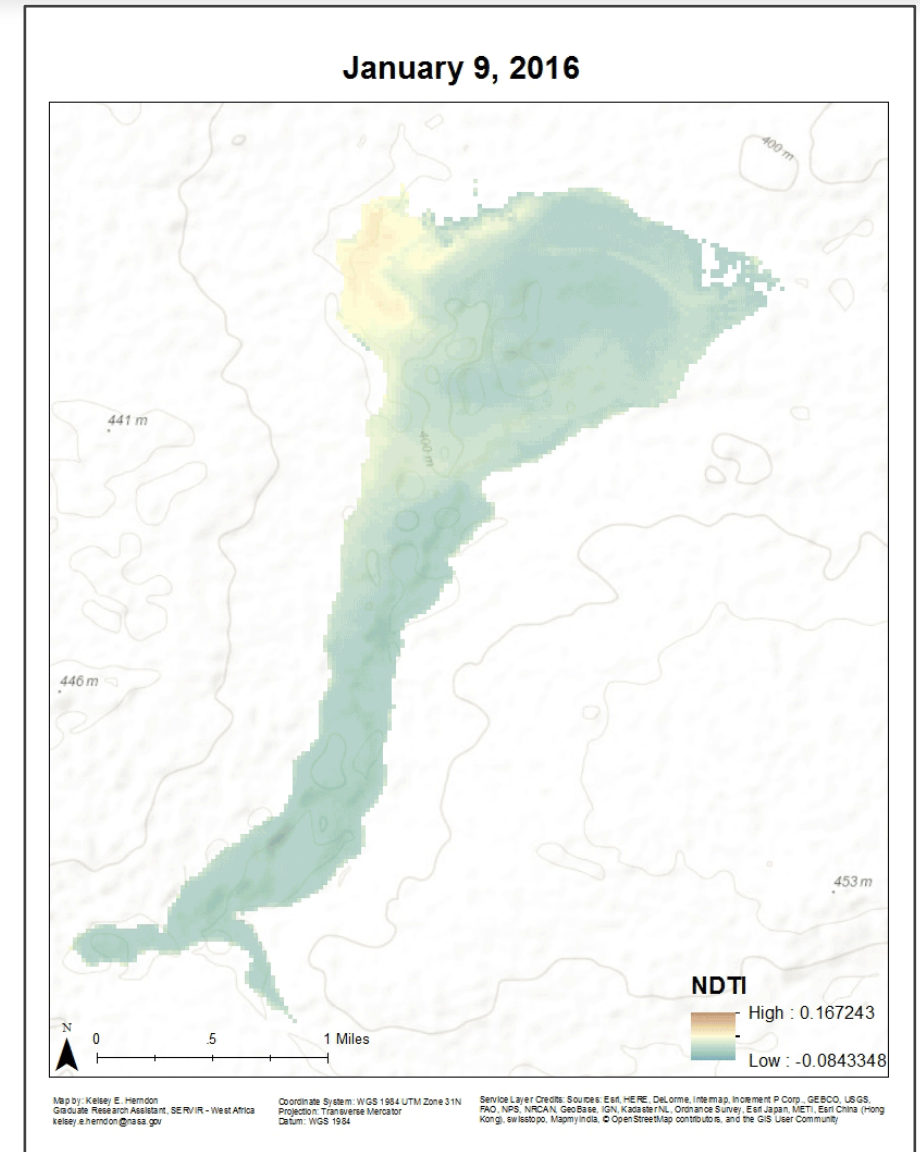 January 9, 2016
400 m
441 m
400 m
446 m
453 m
NDTI
High : 0.167243
Low : -0.0843348
N
0 .5 1 Miles
Map by: Kelsey E. Herndon
Graduate Research Assistant, SERVIR - West Africa
kelsey.e.herndon@nasa.gov
Coordinate System: WGS 1984 UTM Zone 31N
Projection: Transverse Mercator
Datum: WGS 1984
Service Layer Credits: Sources: Esri, HERE, DeLorme, Intermap, increment P Corp., GEBCO, USGS,
FAO, NPS, NRCAN, GeoBase, IGN, Kadaster NL, Ordnance Survey, Esri Japan, METI, Esri China (Hong
Kong), swisstopo, MapmyIndia, © OpenStreetMap contributors, and the GIS User Community